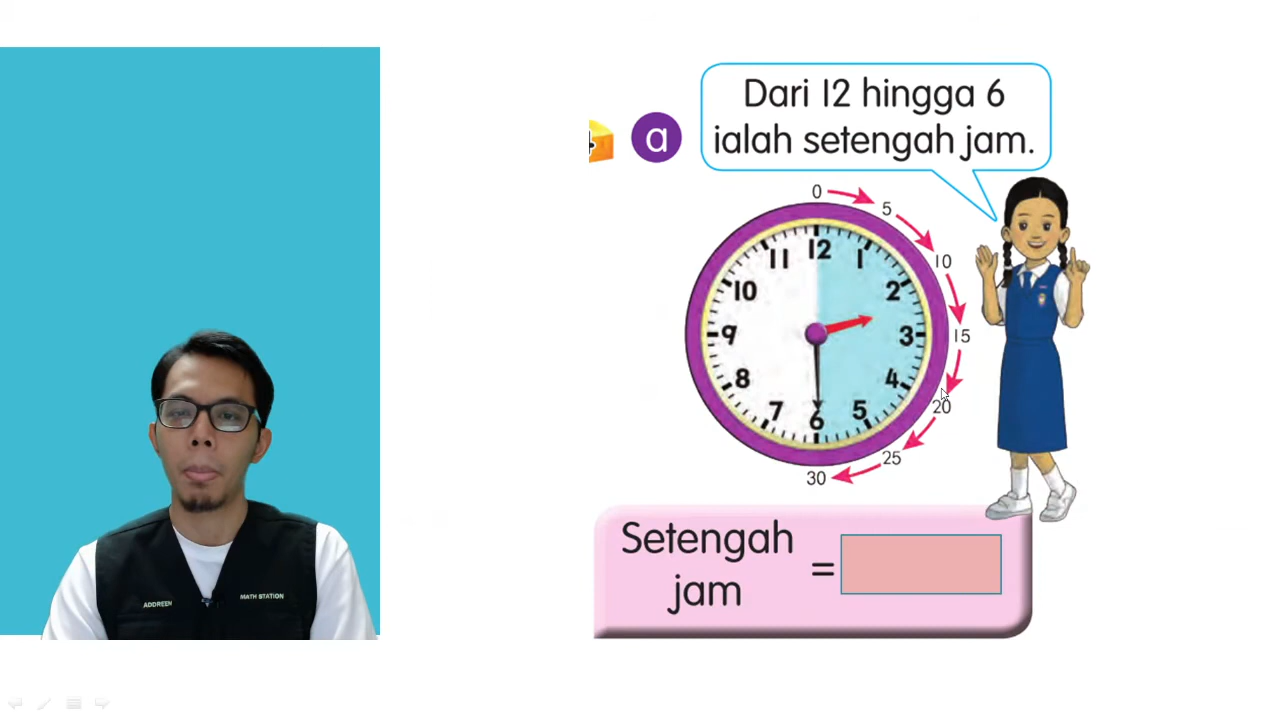 Dari 12 hingga 6
ialah setengah jam.
a
0
5
10
15
20
25
30
12
1
2
3
4
5
6
7
8
9
10
11
Setengah
jam
=
ADDREEN
MATH STATION